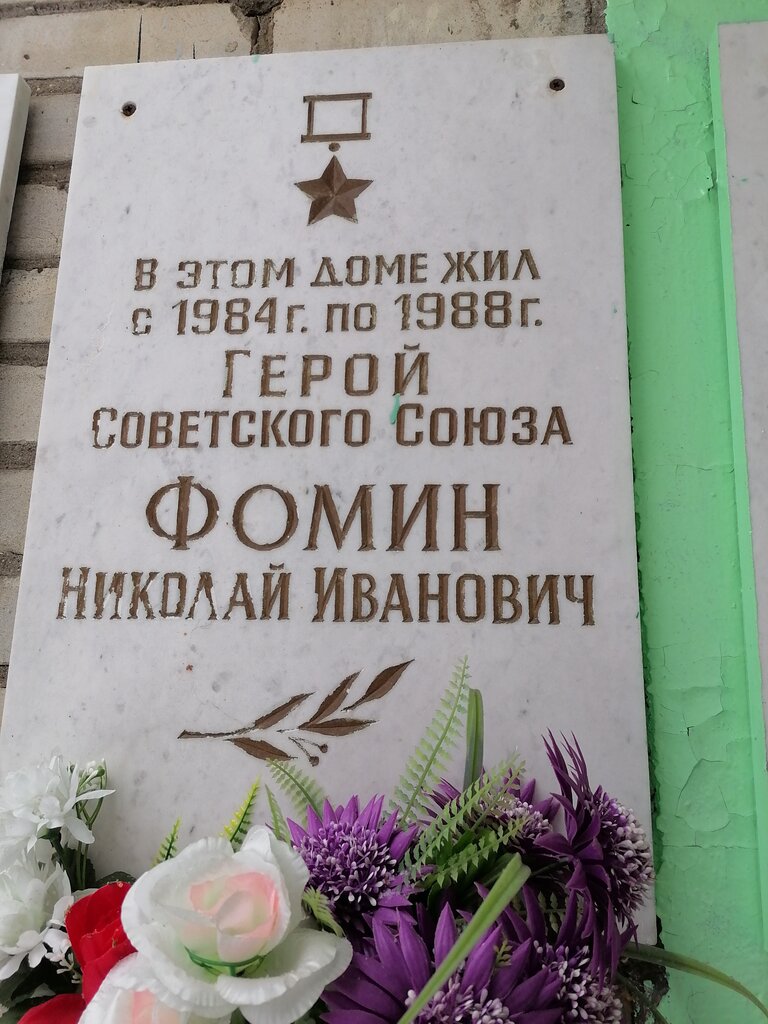 В ЭТОМ ДОМЕ ЖИЛ
С 1984Г. ПО 1988Г.
ГЕРОЙ
СОВЕТСКОГО СОЮЗА
ФОМИН
НИКОЛАЙ ИВАНОВИЧ